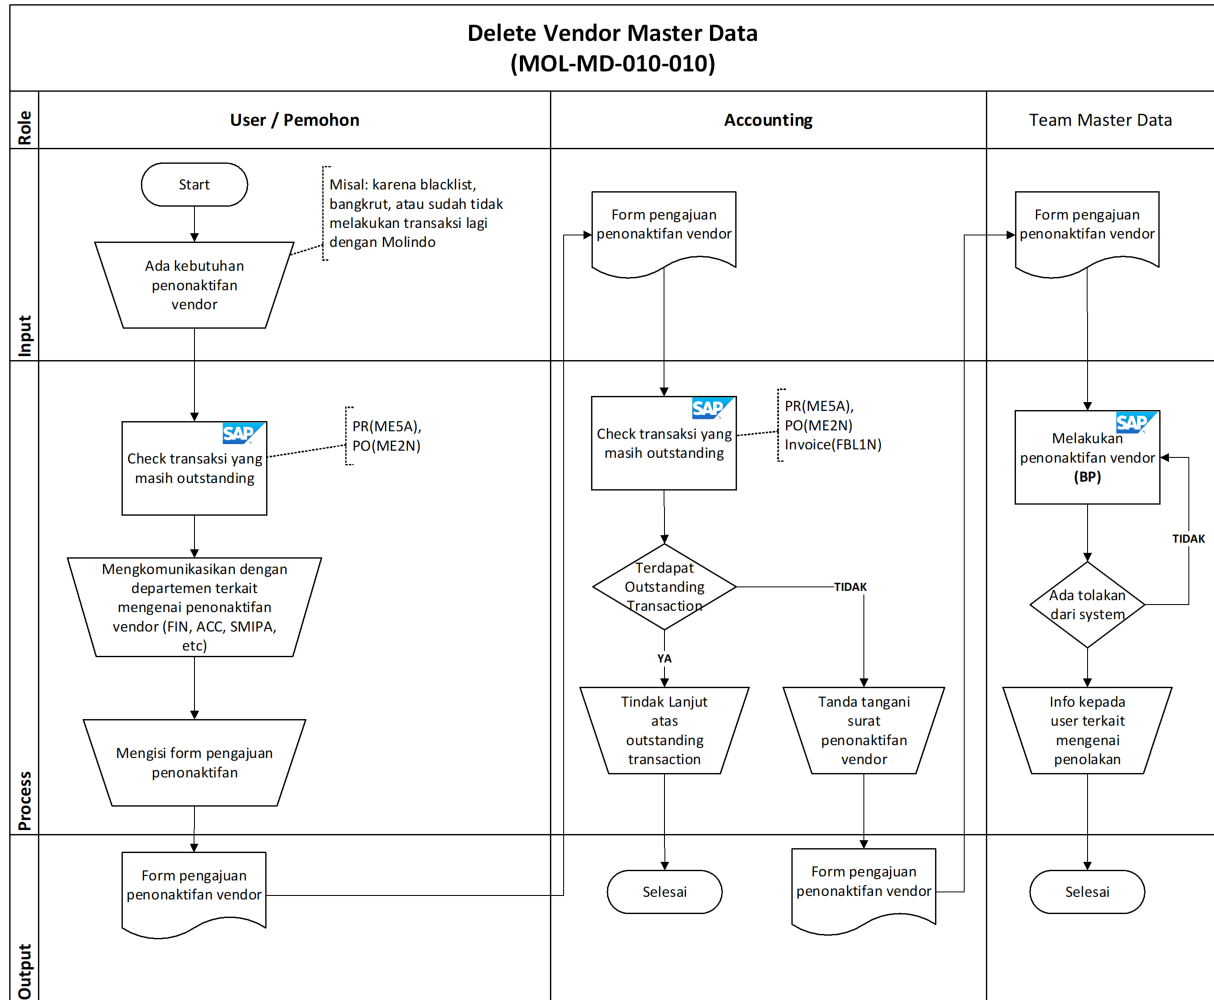 Delete Vendor Master Data
(MOL-MD-010-010)
Role
User / Pemohon
Accounting
Team Master Data
Input
Start
Misal: karena blacklist,
bangkrut, atau sudah tidak
melakukan transaksi lagi
dengan Molindo
Ada kebutuhan
penonaktifan
vendor
Form pengajuan
penonaktifan vendor
Form pengajuan
penonaktifan vendor
Process
SAP
Check transaksi yang
masih outstanding
PR(ME5A),
PO(ME2N)
Mengkomunikasikan dengan
departemen terkait
mengenai penonaktifan
vendor (FIN, ACC, SMIPA,
etc)
Mengisi form pengajuan
penonaktifan
SAP
Check transaksi yang
masih outstanding
PR(ME5A),
PO(ME2N)
Invoice(FBL1N)
Terdapat
Outstanding
Transaction
TIDAK
YA
Tindak Lanjut
atas
outstanding
transaction
Tanda tangani
surat
penonaktifan
vendor
SAP
Melakukan
penonaktifan vendor
(BP)
TIDAK
Ada tolakan
dari system
Info kepada
user terkait
mengenai
penolakan
Output
Form pengajuan
penonaktifan vendor
Selesai
Form pengajuan
penonaktifan vendor
Selesai